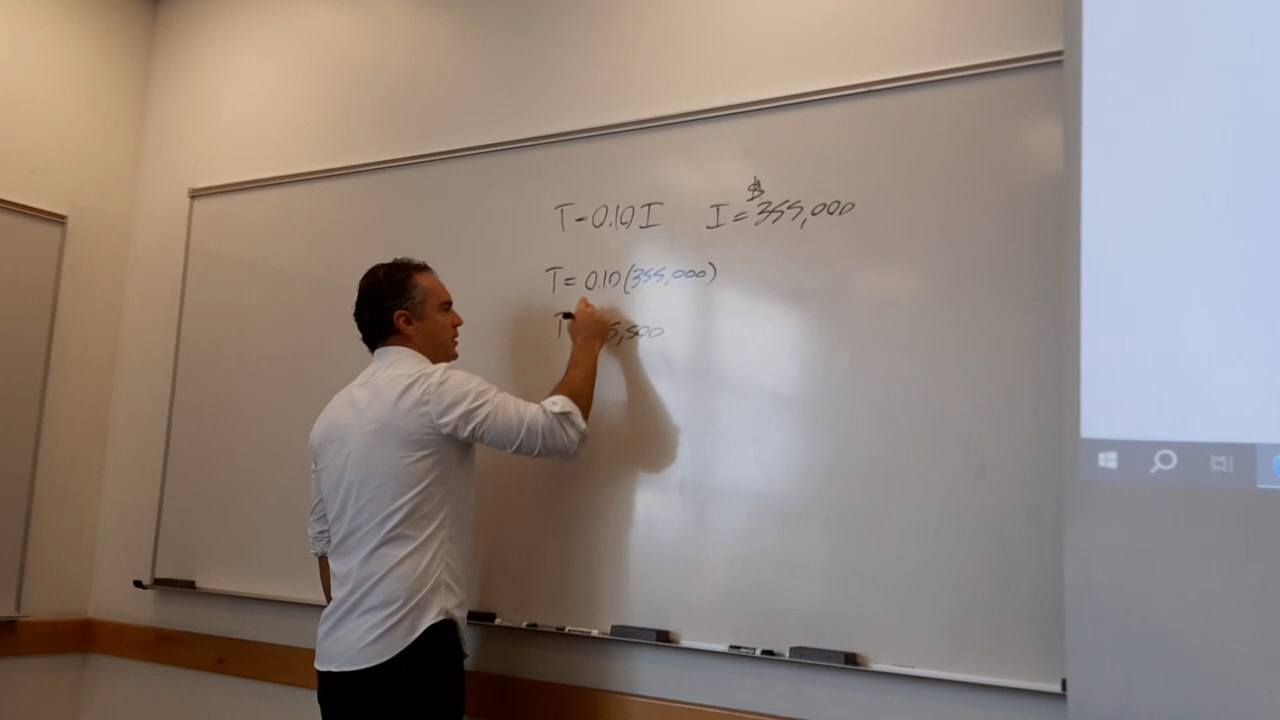 T = 0.10 I I = $355,000
T = 0.10 (355,000)
T 5,500